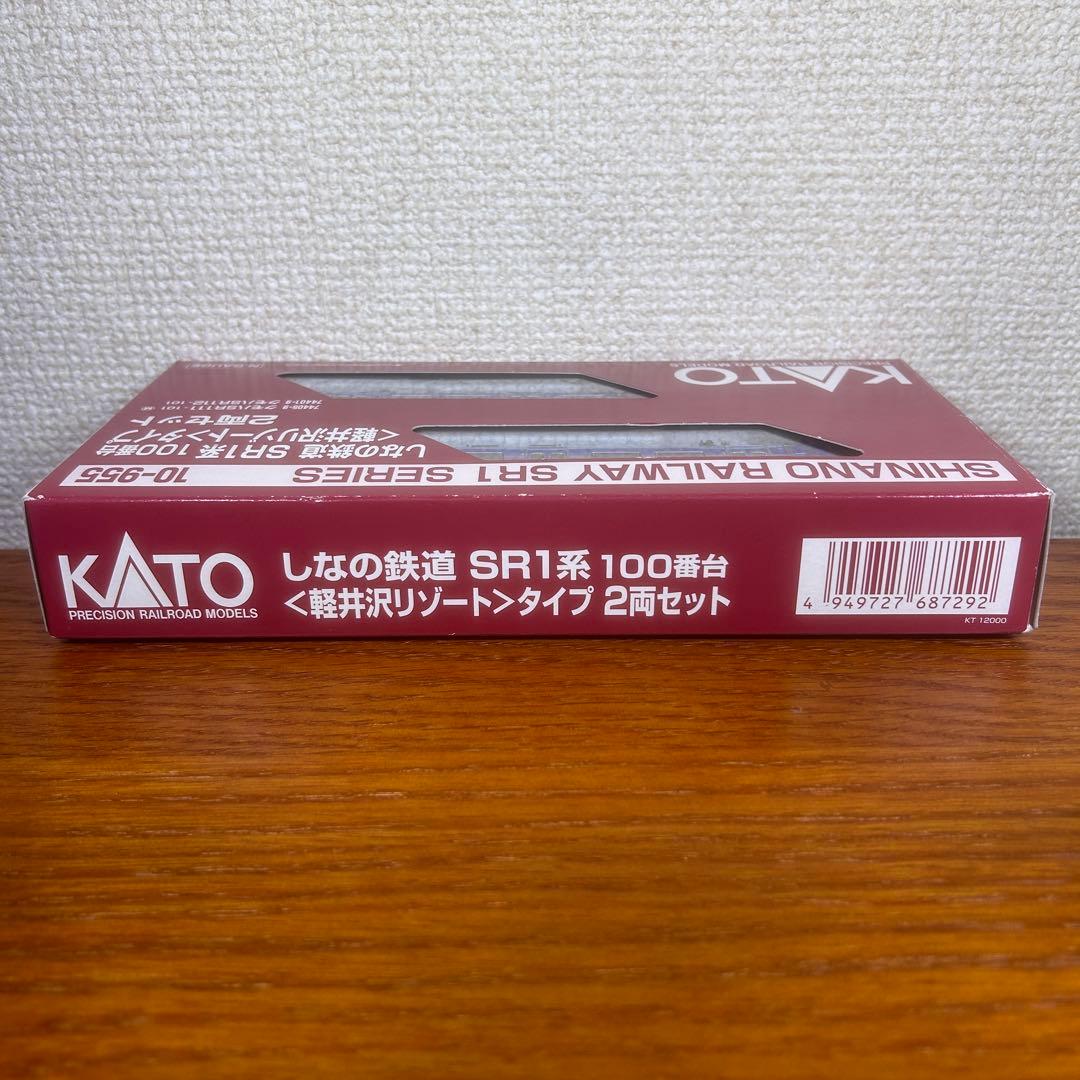 KATO
PRECISION RAILROAD MODELS
しなの鉄道 SR1系 100番台
<軽井沢リゾート>タイプ 2両セット
4 949727 687292
KT 12000
SHINANO RAILWAY SR1 SERIES
10-955
しなの鉄道 SR1系 100番台
<軽井沢リゾート>タイプ
2両セット
KATO